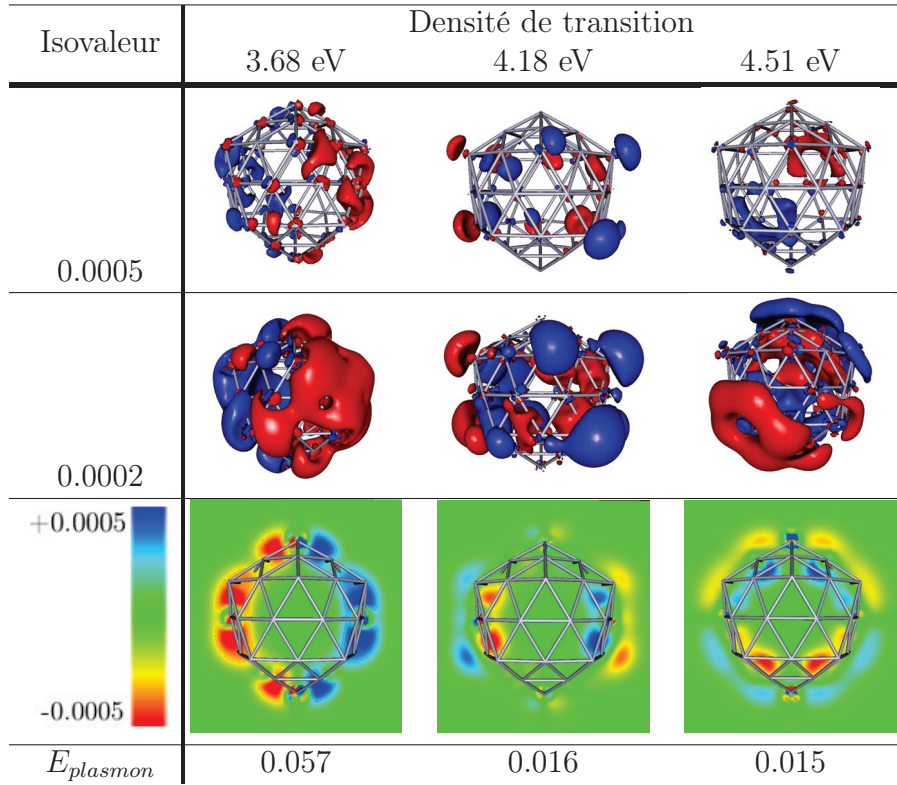 Isovaleur
Densité de transition
3.68 eV 4.18 eV 4.51 eV
0.0005
0.0002
+0.0005
-0.0005
E_plasmon 0.057 0.016 0.015